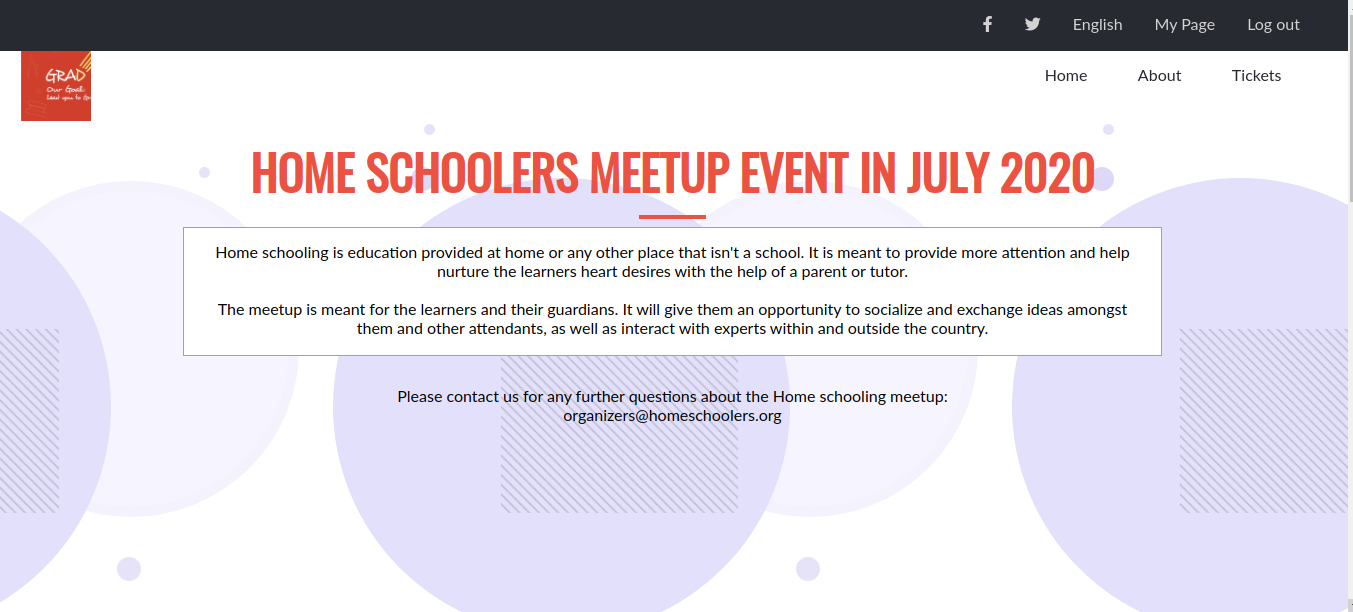 English
My Page
Log out
GRAD
Our Goal:
Lead you to
Home
About
Tickets
HOME SCHOOLERS MEETUP EVENT IN JULY 2020
Home schooling is education provided at home or any other place that isn't a school. It is meant to provide more attention and help
nurture the learners heart desires with the help of a parent or tutor.
The meetup is meant for the learners and their guardians. It will give them an opportunity to socialize and exchange ideas amongst
them and other attendants, as well as interact with experts within and outside the country.
Please contact us for any further questions about the Home schooling meetup:
organizers@homeschoolers.org